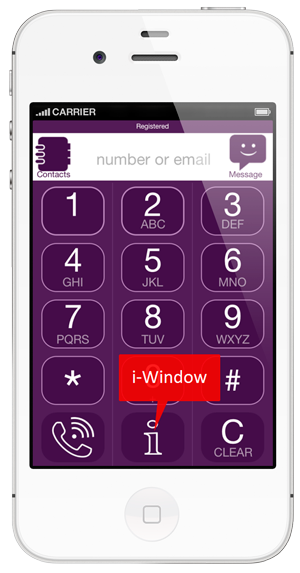 CARRIER
Registered
Contacts
number or email
Message
1
2
ABC
3
DEF
4
GHI
5
JKL
6
MNO
7
PQRS
8
TUV
9
WXYZ
*
i-Window
#
i
C
CLEAR